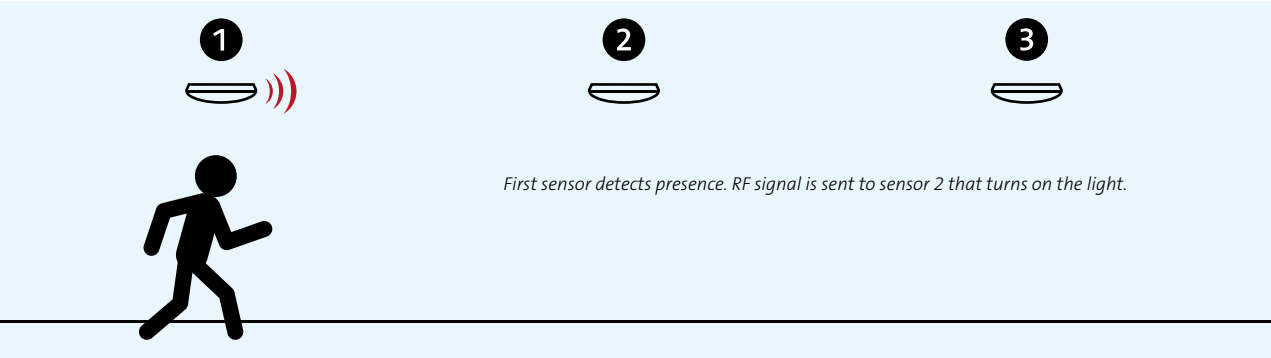 1 2 3
First sensor detects presence. RF signal is sent to sensor 2 that turns on the light.